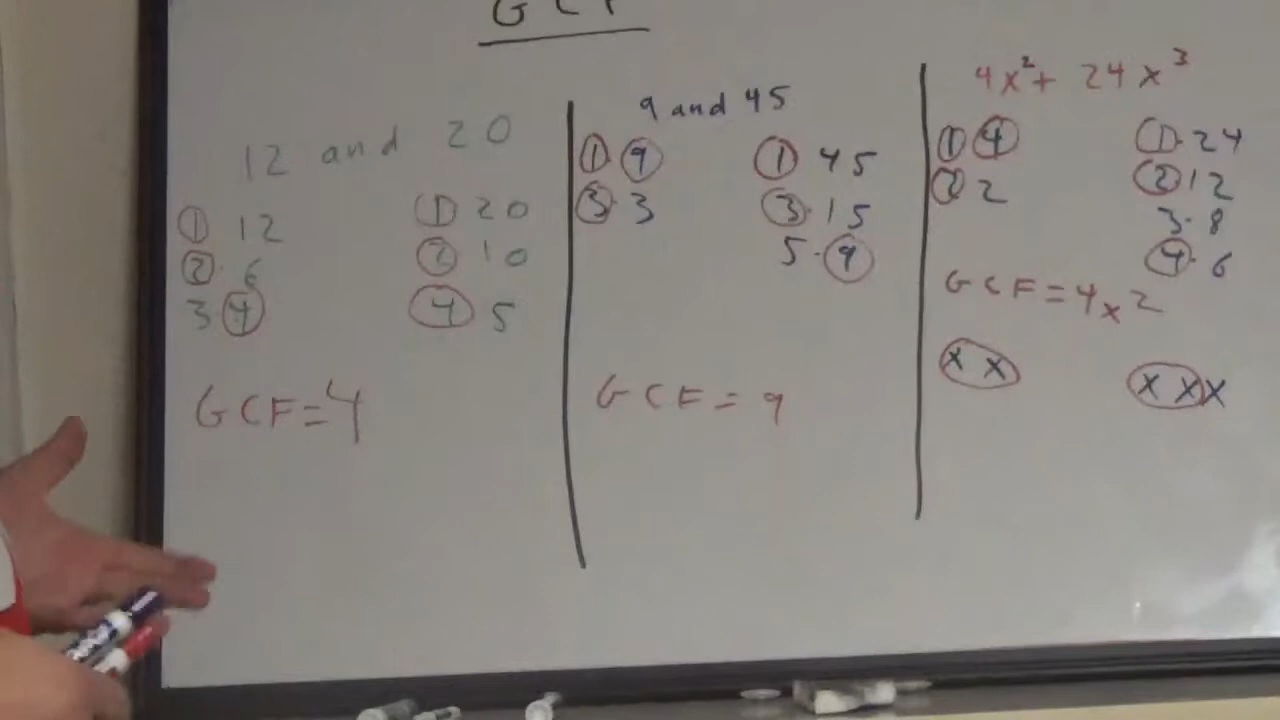 GCF
12 and 20
① 12 ① 20
②· 6 ② 10
3 ④ ④ 5
GCF=4
9 and 45
①·⑨ ① 45
③·3 ③·15
5·⑨
GCF = 9
4x²+ 24x³
① ④ ①·24
② 2 ②12
3·8
④·6
GCF=4x2
x x x x x